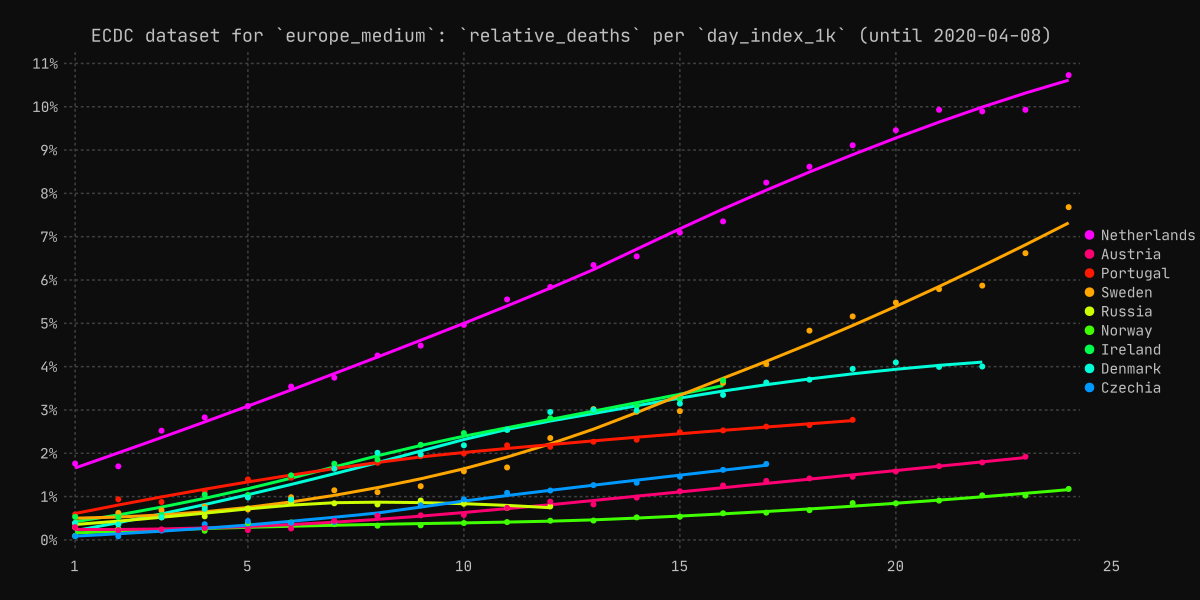 ECDC dataset for `europe_medium`: `relative_deaths` per `day_index_1k` (until 2020-04-08)
11%
10%
9%
8%
7%
6%
5%
4%
3%
2%
1%
0%
1 5 10 15 20 25
Netherlands
Austria
Portugal
Sweden
Russia
Norway
Ireland
Denmark
Czechia